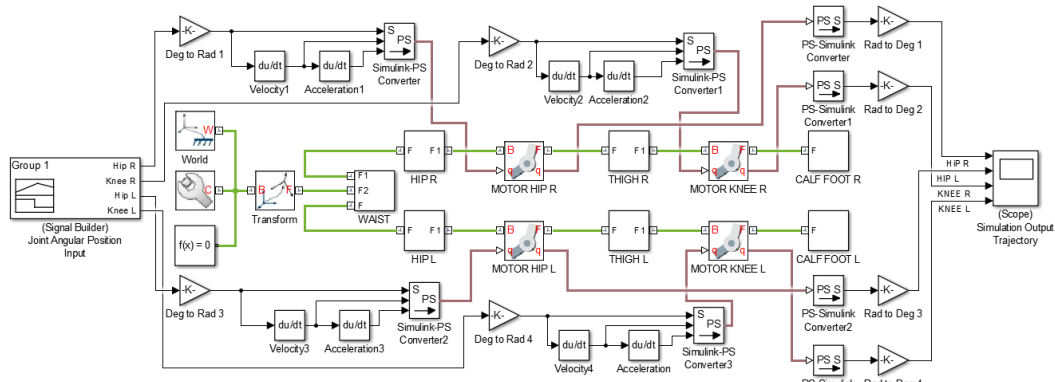 -K-
Deg to Rad 1
du/dt
Velocity1
du/dt
Acceleration1
S
PS
Simulink-PS
Converter
-K-
Deg to Rad 2
du/dt
Velocity2
du/dt
Acceleration2
S
PS
Simulink-PS
Converter1
PS S
PS-Simulink
Converter
-K-
Rad to Deg 1
PS S
PS-Simulink
Converter1
-K-
Rad to Deg 2
Group 1
Hip R
Knee R
Hip L
Knee L
(Signal Builder)
Joint Angular Position
Input
W
World
C
f(x) = 0
B
F
Transform
F1
F2
F
WAIST
F
F1
HIP R
B
F
q
q
MOTOR HIP R
F
F1
THIGH R
B
F
q
q
MOTOR KNEE R
F
CALF FOOT R
F
F1
HIP L
B
F
q
q
MOTOR HIP L
F
F1
THIGH L
B
F
q
q
MOTOR KNEE L
F
CALF FOOT L
HiP R
HIP L
KNEE R
KNEE L
(Scope)
Simulation Output
Trajectory
-K-
Deg to Rad 3
du/dt
Velocity3
du/dt
Acceleration3
S
PS
Simulink-PS
Converter2
-K-
Deg to Rad 4
du/dt
Velocity4
du/dt
Acceleration
S
PS
Simulink-PS
Converter3
PS S
PS-Simulink
Converter2
-K-
Rad to Deg 3
PS S
-K-